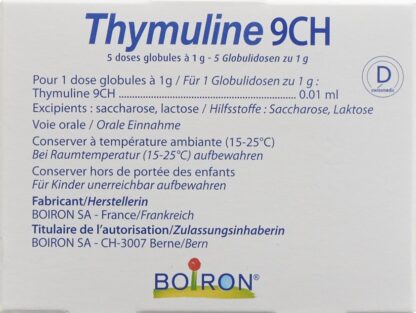 Thymuline 9CH
5 doses globules à 1 g - 5 Globulidosen zu 1 g
D
swissmedic
Pour 1 dose globules à 1g / Für 1 Globulidosen zu 1 g :
Thymuline 9CH ........................................ 0.01 ml
Excipients : saccharose, lactose / Hilfsstoffe : Saccharose, Laktose
Voie orale / Orale Einnahme
Conserver à température ambiante (15-25°C)
Bei Raumtemperatur (15-25°C) aufbewahren
Conserver hors de portée des enfants
Für Kinder unerreichbar aufbewahren
Fabricant/Herstellerin
BOIRON SA - France/Frankreich
Titulaire de l'autorisation/Zulassungsinhaberin
BOIRON SA - CH-3007 Berne/Bern
BOIRON®